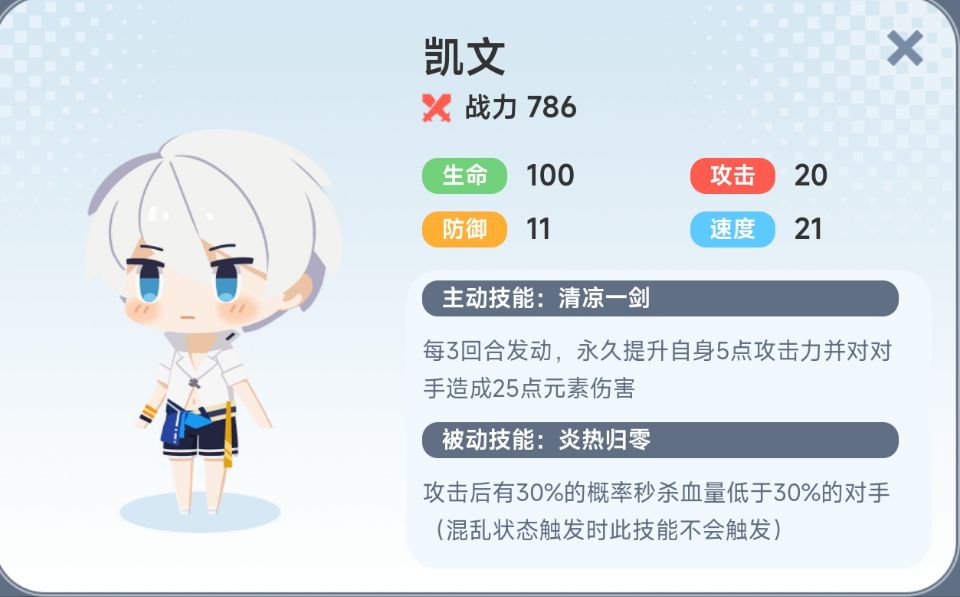 凯文
战力 786
生命 100 攻击 20
防御 11 速度 21
主动技能：清凉一剑
每3回合发动，永久提升自身5点攻击力并对对
手造成25点元素伤害
被动技能：炎热归零
攻击后有30%的概率秒杀血量低于30%的对手
（混乱状态触发时此技能不会触发）